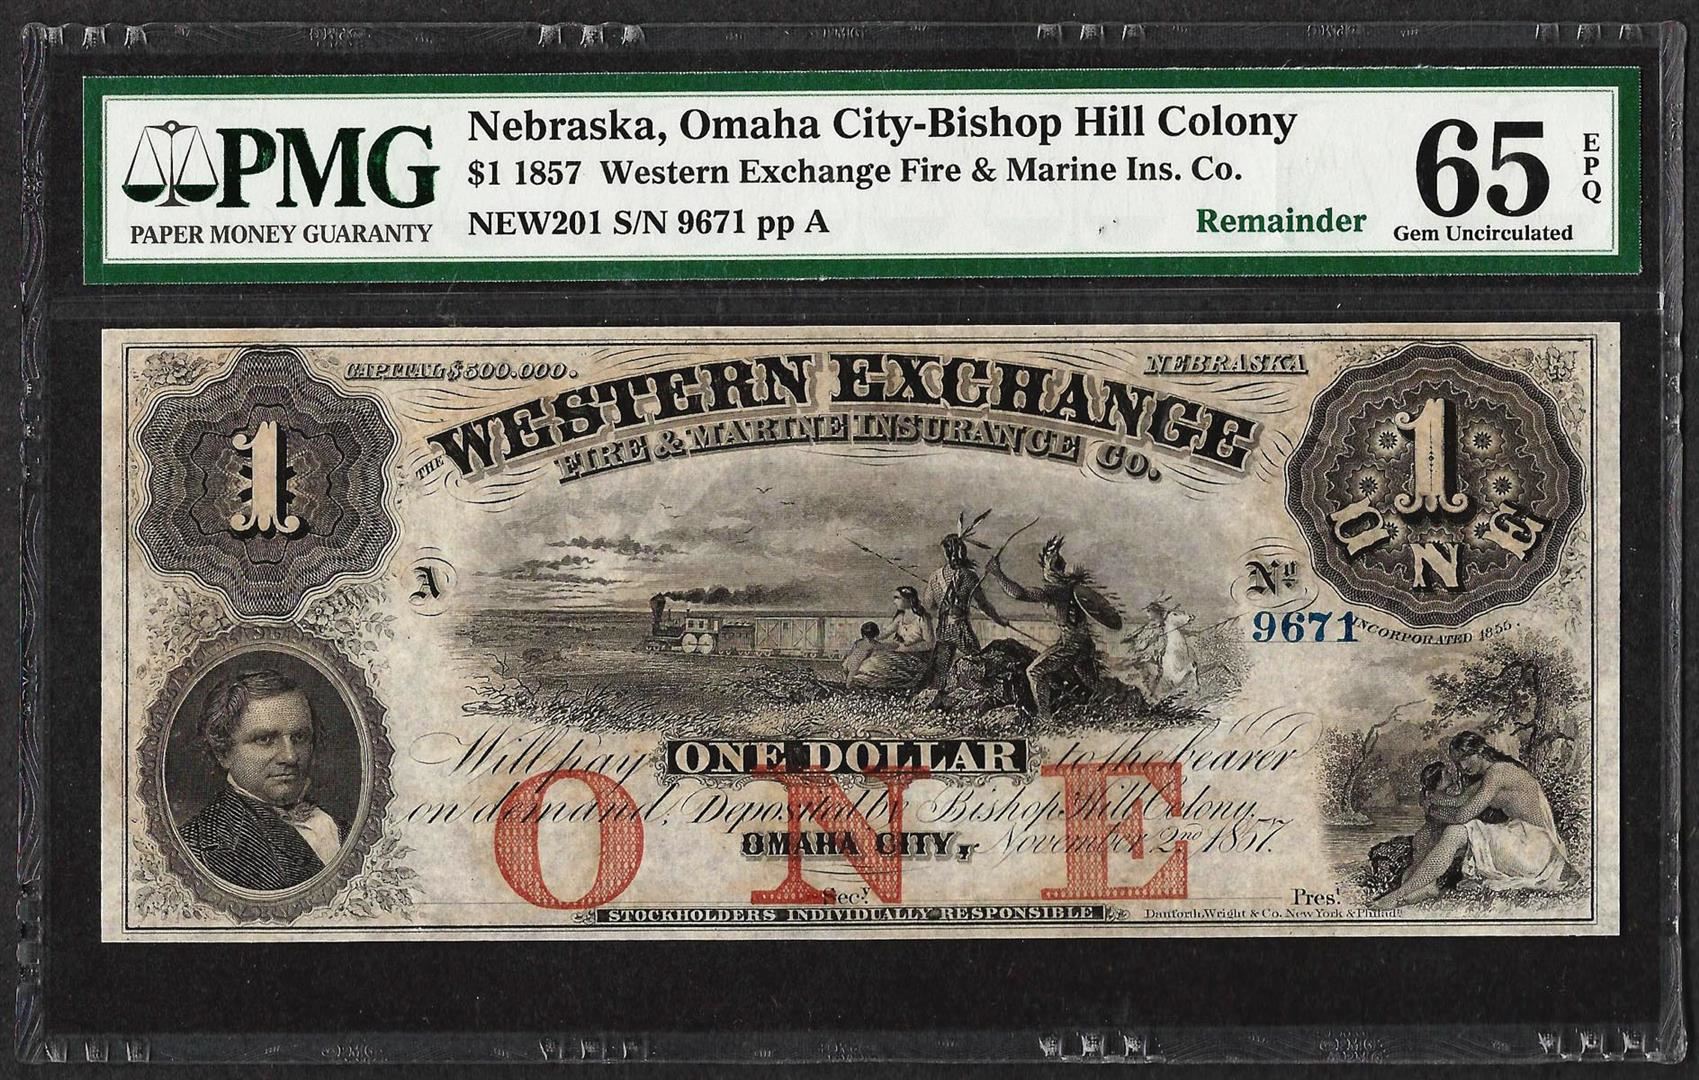 PMG
PAPER MONEY GUARANTY
Nebraska, Omaha City-Bishop Hill Colony
$1 1857 Western Exchange Fire & Marine Ins. Co.
NEW201 S/N 9671 pp A
Remainder
65
EPQ
Gem Uncirculated
CAPITAL $500.000.
NEBRASKA
THE WESTERN EXCHANGE
FIRE & MARINE INSURANCE CO.
1
1
ONE
A
No
9671
INCORPORATED 1855.
Will pay ONE DOLLAR to the bearer
on demand, Deposited by Bishop Hill Colony.
OMAHA CITY, November 2nd 1857.
ONE
Secy.
Prest.
STOCKHOLDERS INDIVIDUALLY RESPONSIBLE
Danforth, Wright & Co. New York & Philada.